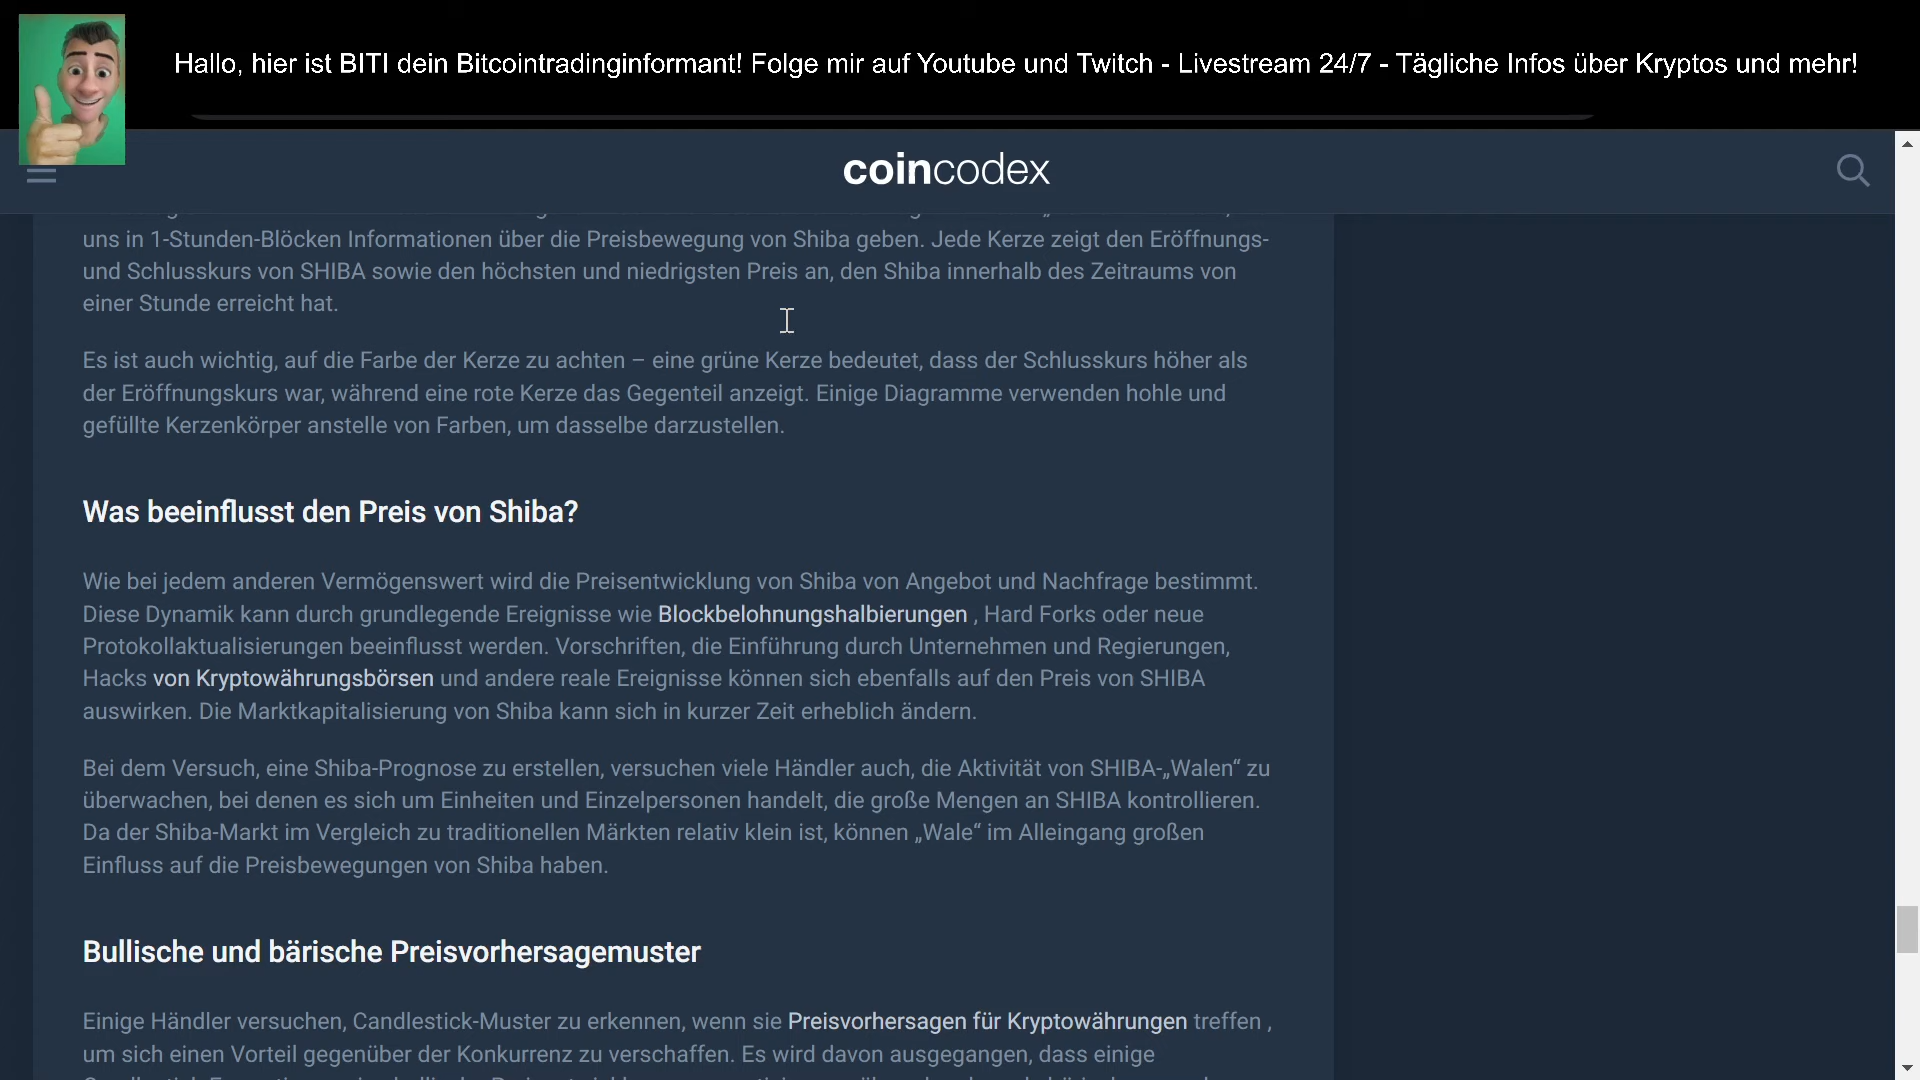 Hallo, hier ist BITI dein Bitcointradinginformant! Folge mir auf Youtube und Twitch - Livestream 24/7 - Tägliche Infos über Kryptos und mehr!
coincodex
uns in 1-Stunden-Blöcken Informationen über die Preisbewegung von Shiba geben. Jede Kerze zeigt den Eröffnungs-
und Schlusskurs von SHIBA sowie den höchsten und niedrigsten Preis an, den Shiba innerhalb des Zeitraums von
einer Stunde erreicht hat.
Es ist auch wichtig, auf die Farbe der Kerze zu achten – eine grüne Kerze bedeutet, dass der Schlusskurs höher als
der Eröffnungskurs war, während eine rote Kerze das Gegenteil anzeigt. Einige Diagramme verwenden hohle und
gefüllte Kerzenkörper anstelle von Farben, um dasselbe darzustellen.
Was beeinflusst den Preis von Shiba?
Wie bei jedem anderen Vermögenswert wird die Preisentwicklung von Shiba von Angebot und Nachfrage bestimmt.
Diese Dynamik kann durch grundlegende Ereignisse wie Blockbelohnungshalbierungen , Hard Forks oder neue
Protokollaktualisierungen beeinflusst werden. Vorschriften, die Einführung durch Unternehmen und Regierungen,
Hacks von Kryptowährungsbörsen und andere reale Ereignisse können sich ebenfalls auf den Preis von SHIBA
auswirken. Die Marktkapitalisierung von Shiba kann sich in kurzer Zeit erheblich ändern.
Bei dem Versuch, eine Shiba-Prognose zu erstellen, versuchen viele Händler auch, die Aktivität von SHIBA-„Walen“ zu
überwachen, bei denen es sich um Einheiten und Einzelpersonen handelt, die große Mengen an SHIBA kontrollieren.
Da der Shiba-Markt im Vergleich zu traditionellen Märkten relativ klein ist, können „Wale“ im Alleingang großen
Einfluss auf die Preisbewegungen von Shiba haben.
Bullische und bärische Preisvorhersagemuster
Einige Händler versuchen, Candlestick-Muster zu erkennen, wenn sie Preisvorhersagen für Kryptowährungen treffen ,
um sich einen Vorteil gegenüber der Konkurrenz zu verschaffen. Es wird davon ausgegangen, dass einige